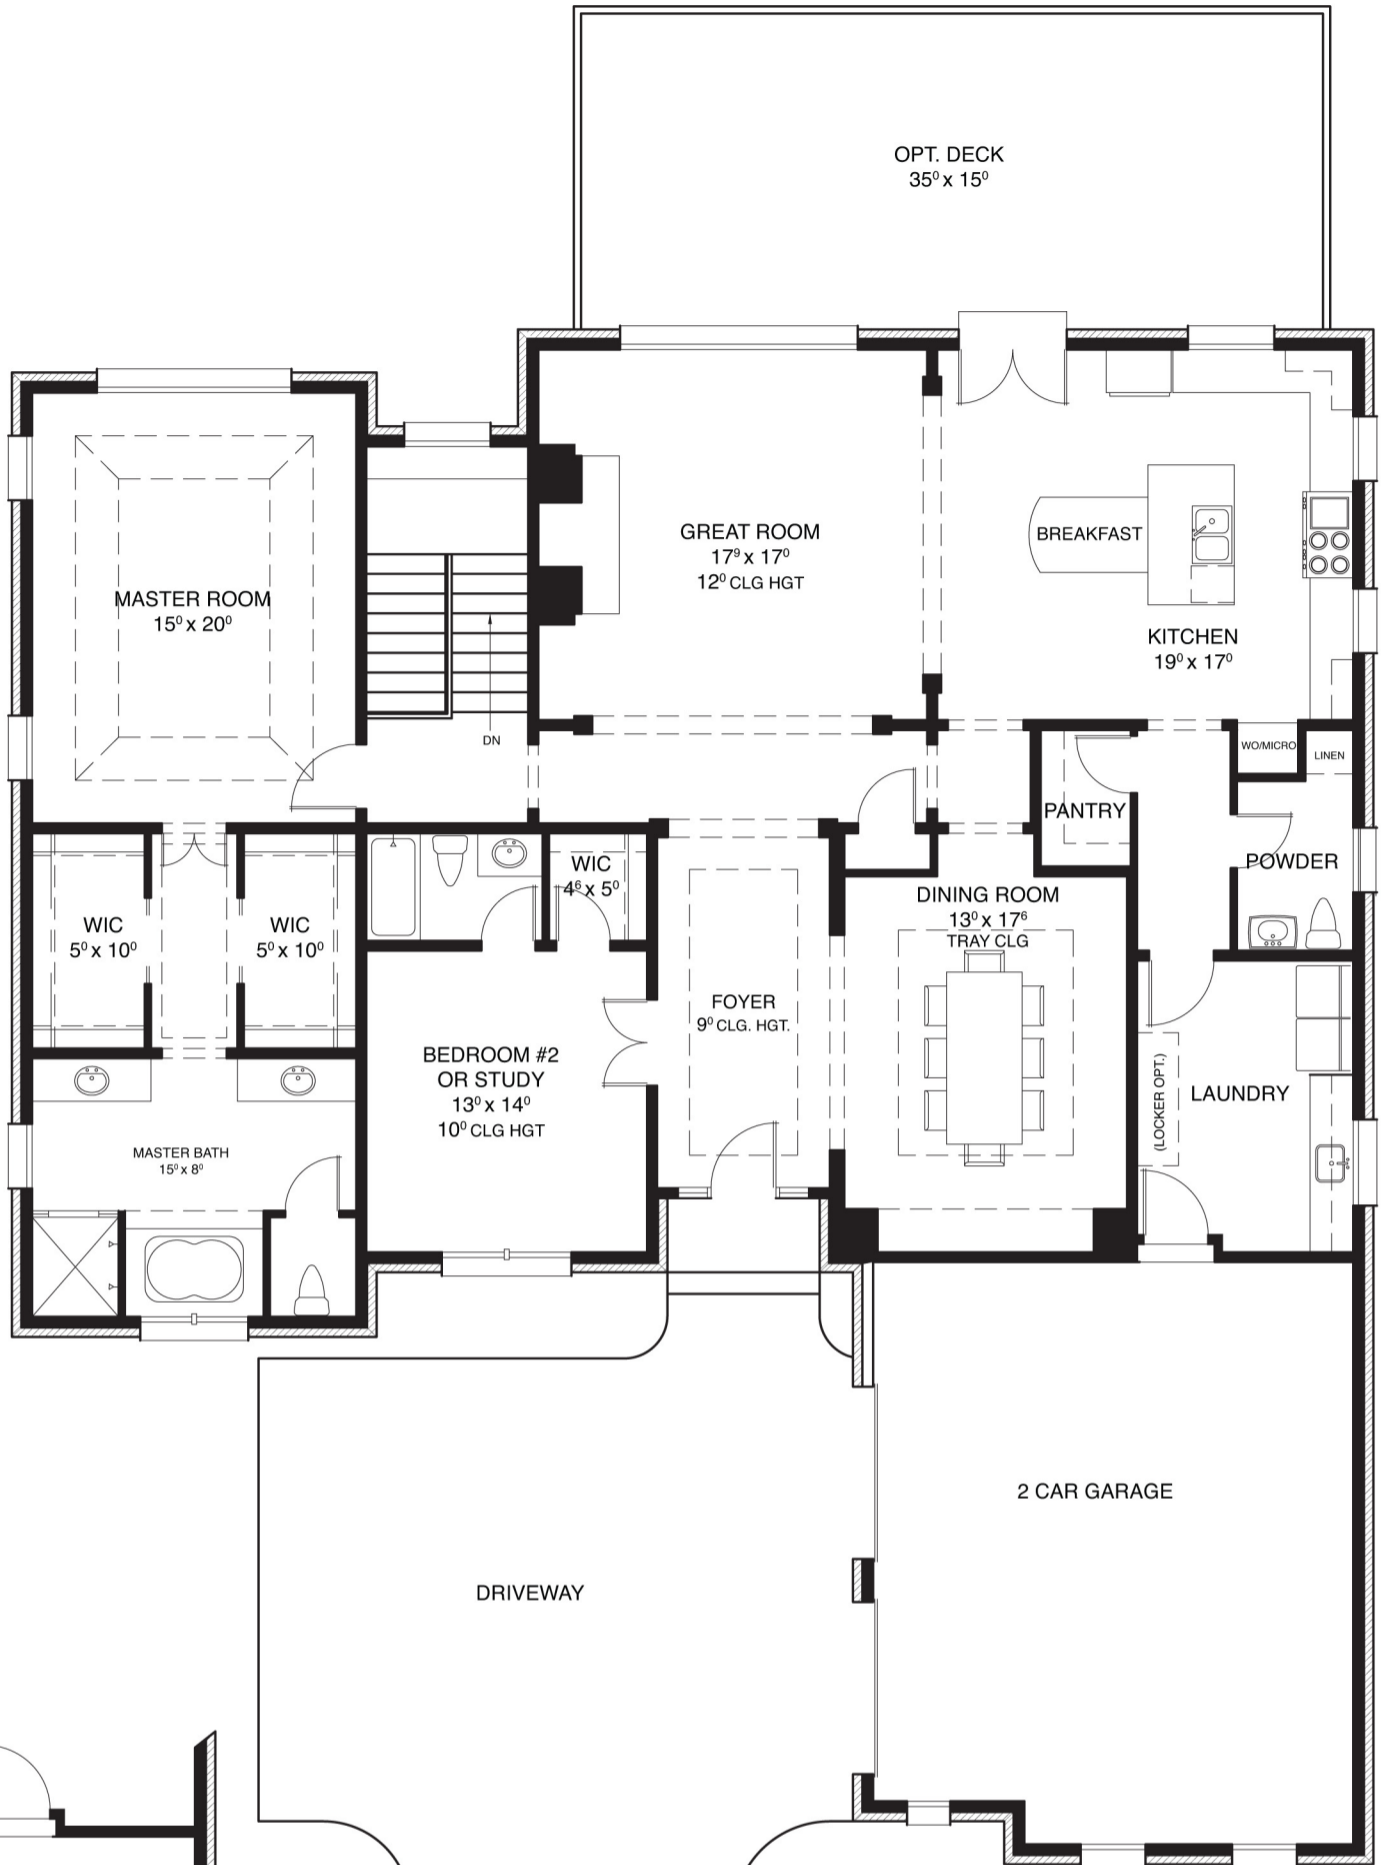 OPT. DECK
35⁰ x 15⁰
GREAT ROOM
17⁹ x 17⁰
12⁰ CLG HGT
BREAKFAST
KITCHEN
19⁰ x 17⁰
MASTER ROOM
15⁰ x 20⁰
DN
WO/MICRO
LINEN
PANTRY
POWDER
WIC
4⁶ x 5⁰
WIC
5⁰ x 10⁰
WIC
5⁰ x 10⁰
DINING ROOM
13⁰ x 17⁶
TRAY CLG
FOYER
9⁰ CLG. HGT.
BEDROOM #2
OR STUDY
13⁰ x 14⁰
10⁰ CLG HGT
(LOCKER OPT.)
LAUNDRY
MASTER BATH
15⁰ x 8⁰
2 CAR GARAGE
DRIVEWAY